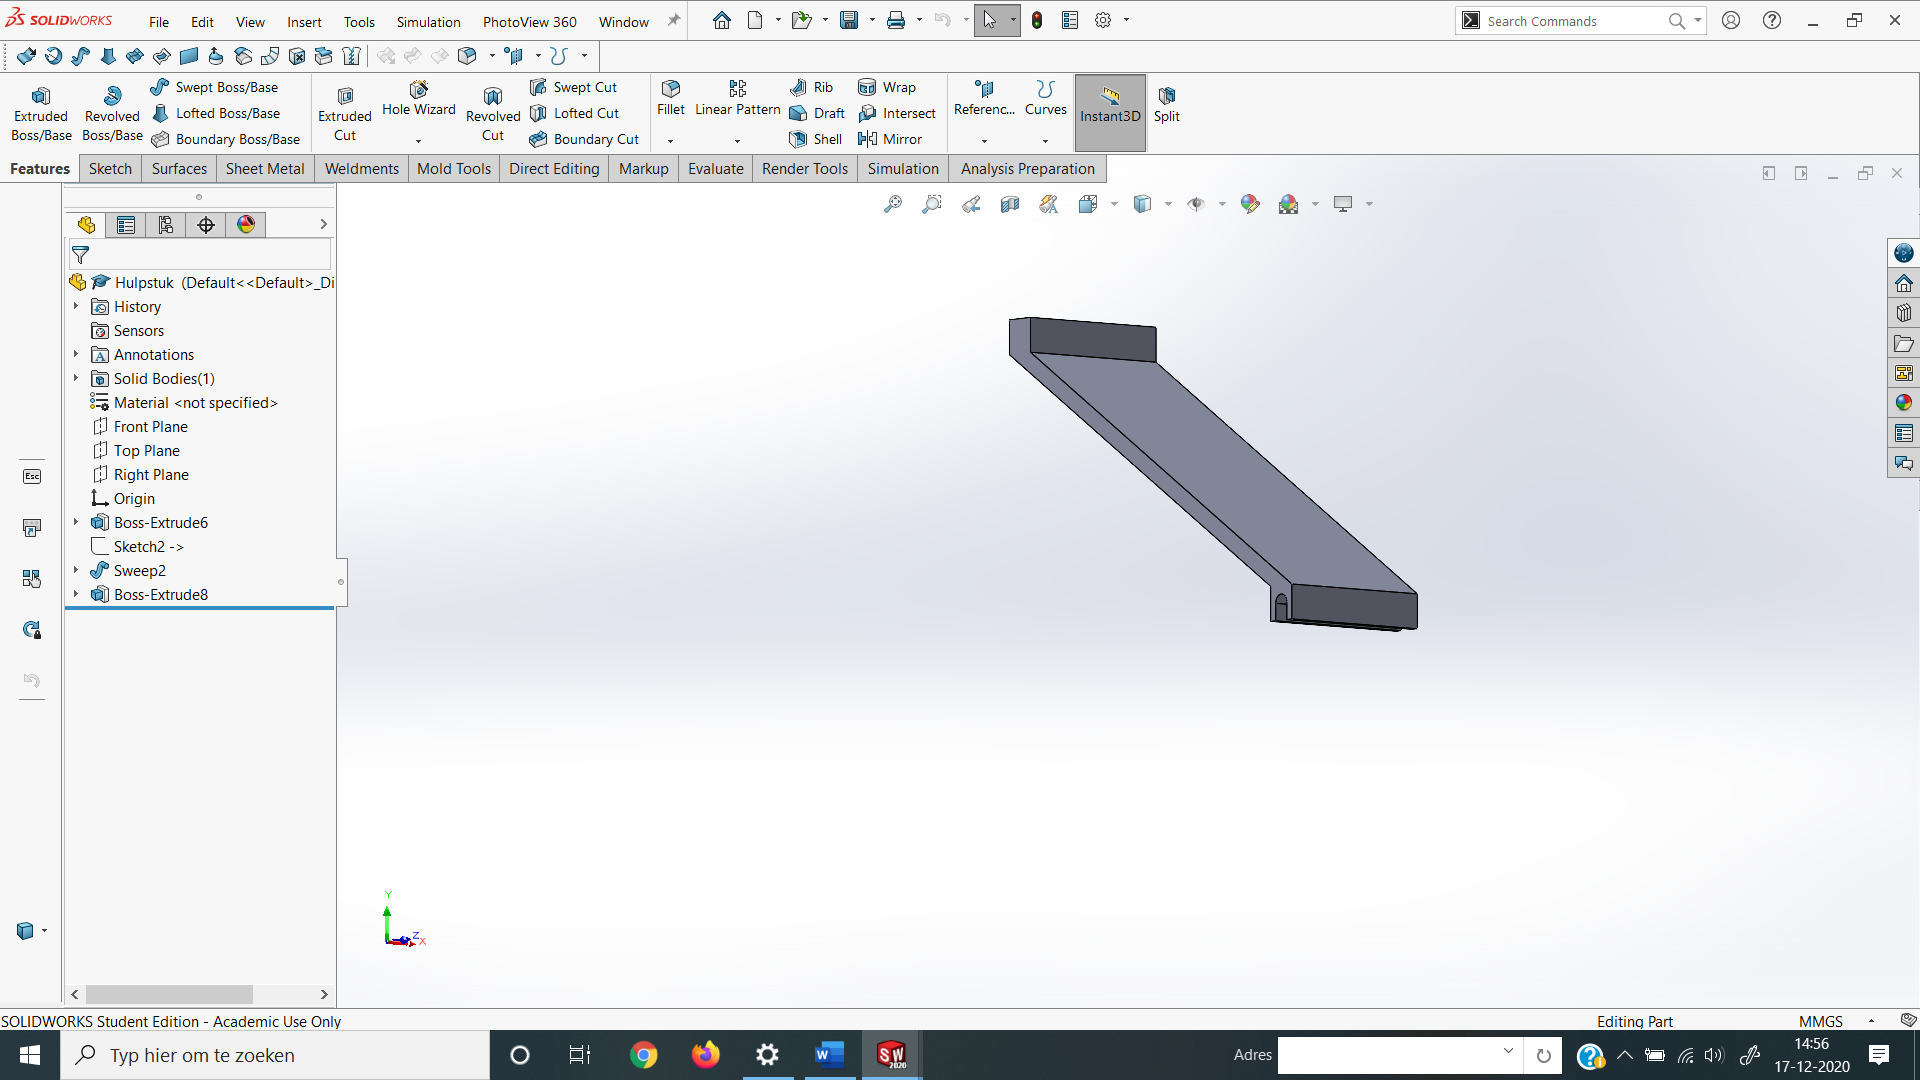 SOLIDWORKS File Edit View Insert Tools Simulation PhotoView 360 Window Search Commands
Extruded Boss/Base
Revolved Boss/Base
Swept Boss/Base
Lofted Boss/Base
Boundary Boss/Base
Extruded Cut
Hole Wizard
Revolved Cut
Swept Cut
Lofted Cut
Boundary Cut
Fillet
Linear Pattern
Rib
Draft
Shell
Wrap
Intersect
Mirror
Referenc...
Curves
Instant3D
Split
Features Sketch Surfaces Sheet Metal Weldments Mold Tools Direct Editing Markup Evaluate Render Tools Simulation Analysis Preparation
Hulpstuk (Default<<Default>_Di
History
Sensors
Annotations
Solid Bodies(1)
Material <not specified>
Front Plane
Top Plane
Right Plane
Origin
Boss-Extrude6
Sketch2 ->
Sweep2
Boss-Extrude8
Esc
Y
Z
X
SOLIDWORKS Student Edition - Academic Use Only Editing Part MMGS
Typ hier om te zoeken
W
SW
2020
Adres
14:56
17-12-2020